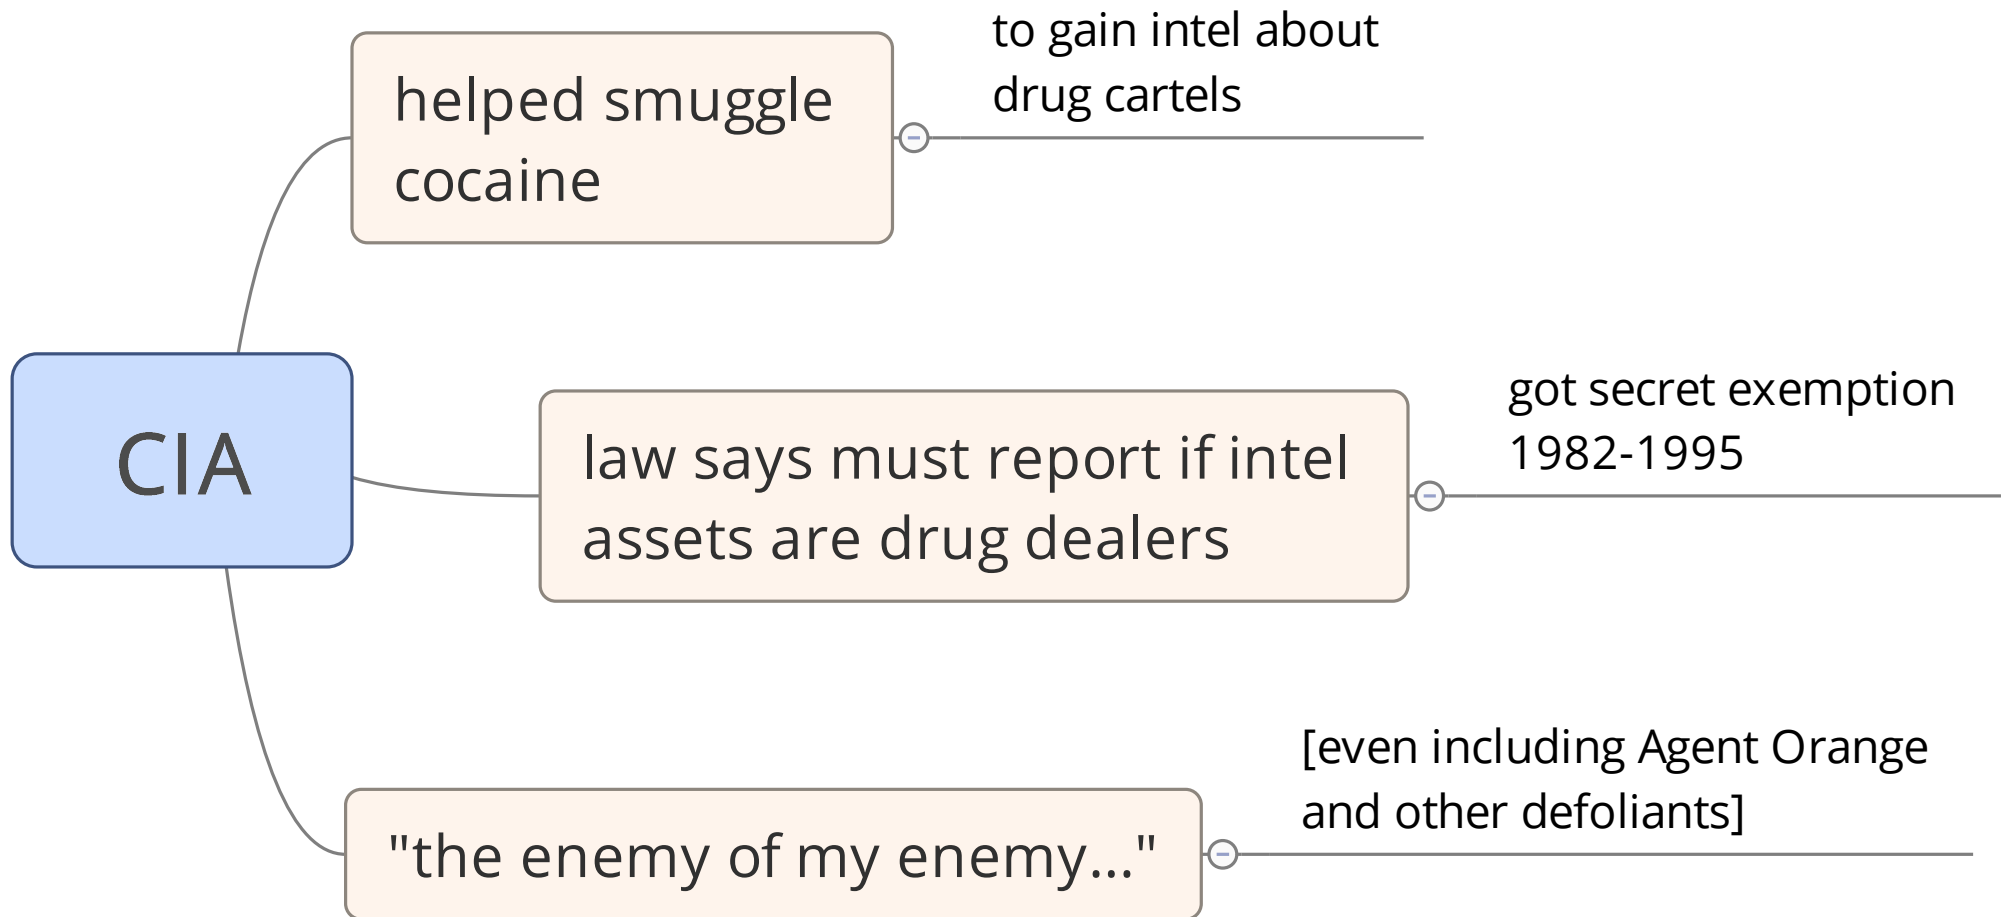 to gain intel about
drug cartels
helped smuggle
cocaine
CIA
law says must report if intel
assets are drug dealers
got secret exemption
1982-1995
"the enemy of my enemy..."
[even including Agent Orange
and other defoliants]